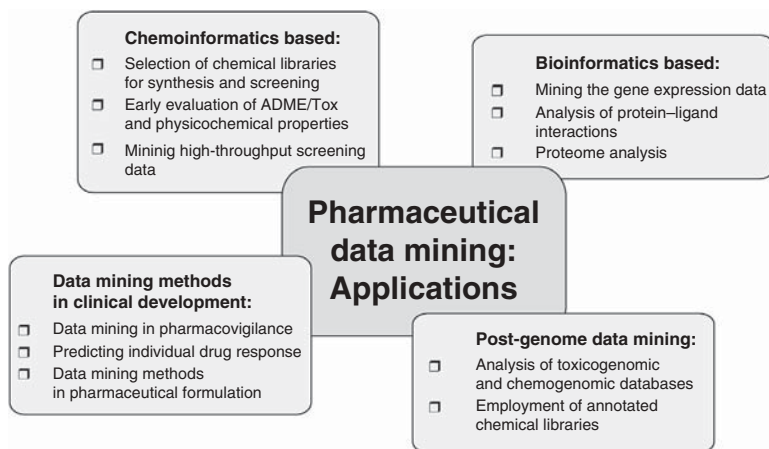 Chemoinformatics based:
Selection of chemical libraries
for synthesis and screening
Early evaluation of ADME/Tox
and physicochemical properties
Mininig high-throughput screening
data
Bioinformatics based:
Mining the gene expression data
Analysis of protein–ligand
interactions
Proteome analysis
Pharmaceutical
data mining:
Applications
Data mining methods
in clinical development:
Data mining in pharmacovigilance
Predicting individual drug response
Data mining methods
in pharmaceutical formulation
Post-genome data mining:
Analysis of toxicogenomic
and chemogenomic databases
Employment of annotated
chemical libraries